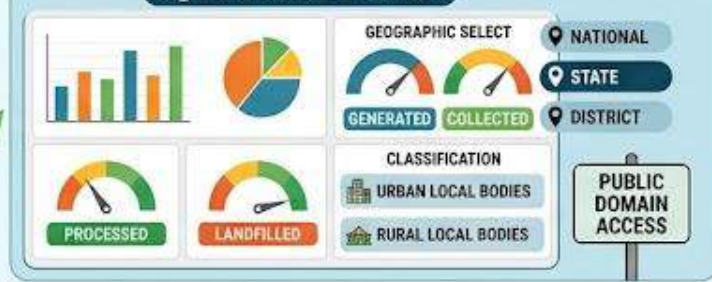 GEOGRAPHIC SELECT
GENERATED
COLLECTED
NATIONAL
STATE
DISTRICT
PROCESSED
LANDFILLED
CLASSIFICATION
URBAN LOCAL BODIES
RURAL LOCAL BODIES
PUBLIC
DOMAIN
ACCESS